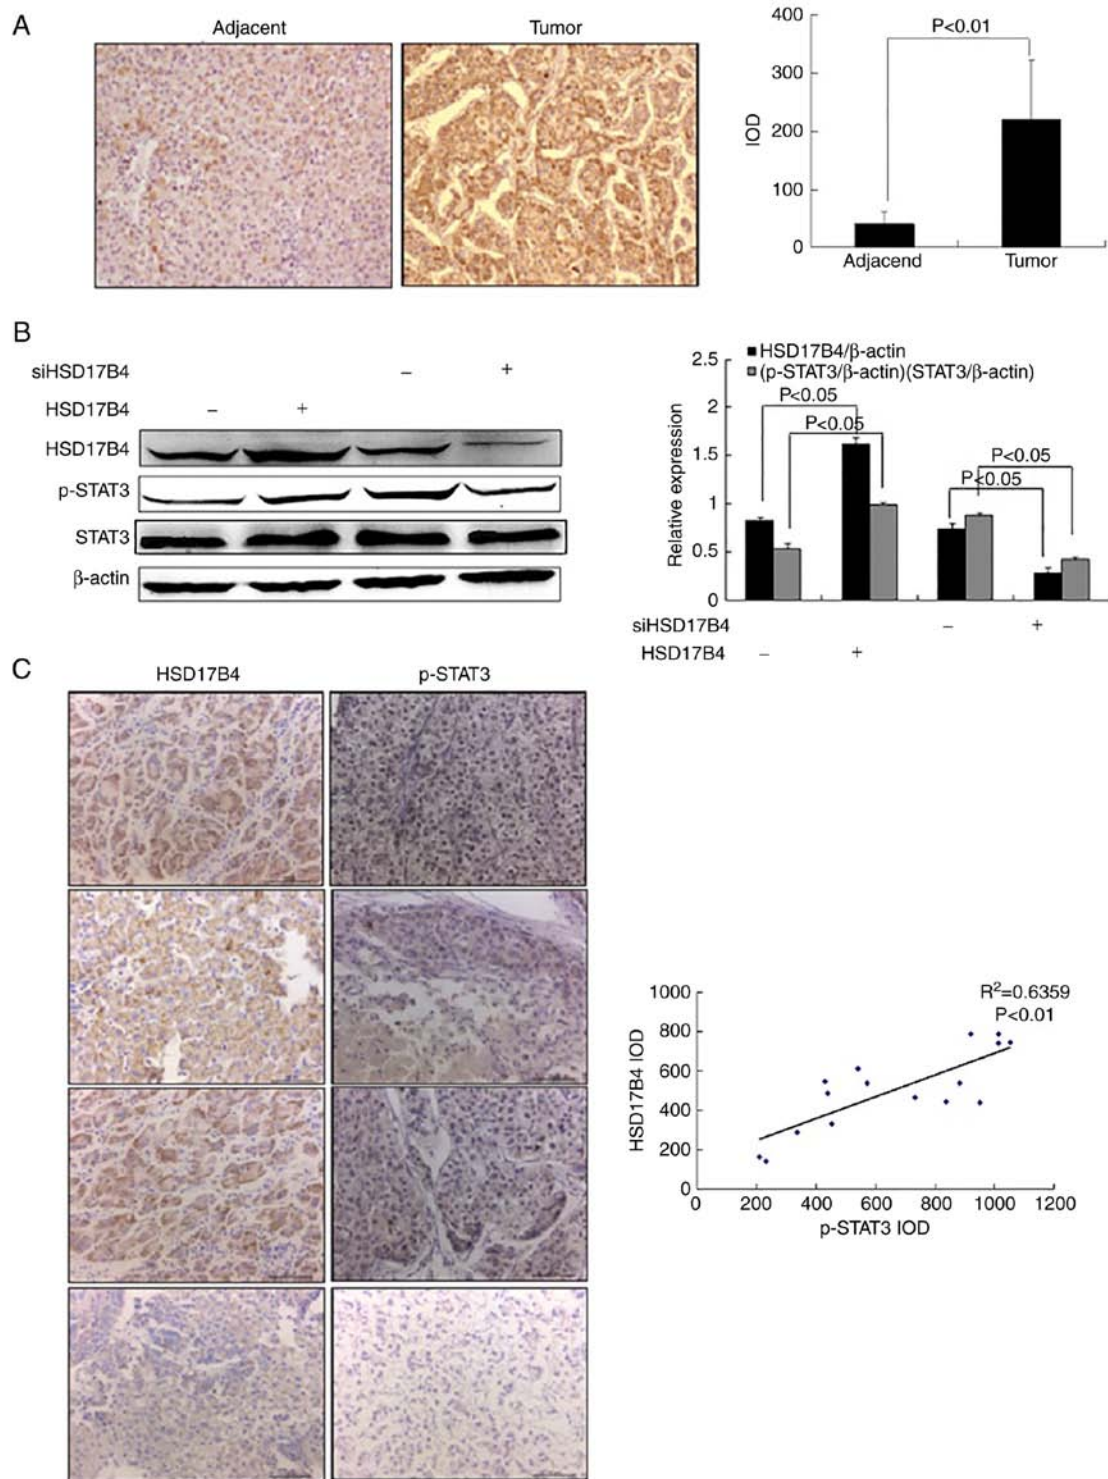 A
Adjacent
Tumor
400
300
200
100
0
IOD
P<0.01
Adjacend
Tumor
B
siHSD17B4 – +
HSD17B4 – +
HSD17B4
p-STAT3
STAT3
β-actin
2.5
2
1.5
1
0.5
0
Relative expression
HSD17B4/β-actin
(p-STAT3/β-actin)(STAT3/β-actin)
P<0.05
P<0.05
P<0.05
P<0.05
siHSD17B4 – +
HSD17B4 – +
C
HSD17B4
p-STAT3
1000
800
600
400
200
0
HSD17B4 IOD
R²=0.6359
P<0.01
0 200 400 600 800 1000 1200
p-STAT3 IOD